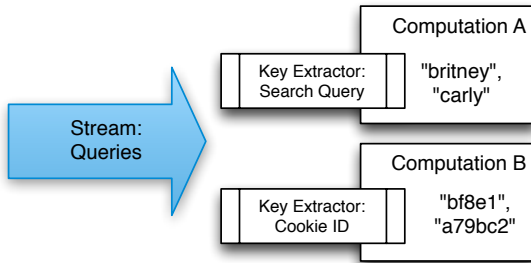 Stream:
Queries
Computation A
Key Extractor:
Search Query
"britney",
"carly"
Computation B
Key Extractor:
Cookie ID
"bf8e1",
"a79bc2"